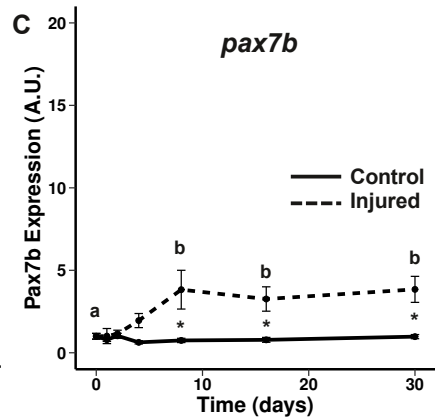 C
pax7b
Pax7b Expression (A.U.)
20
15
10
5
0
Control
Injured
a
b
b
b
*
*
*
0
10
20
30
Time (days)